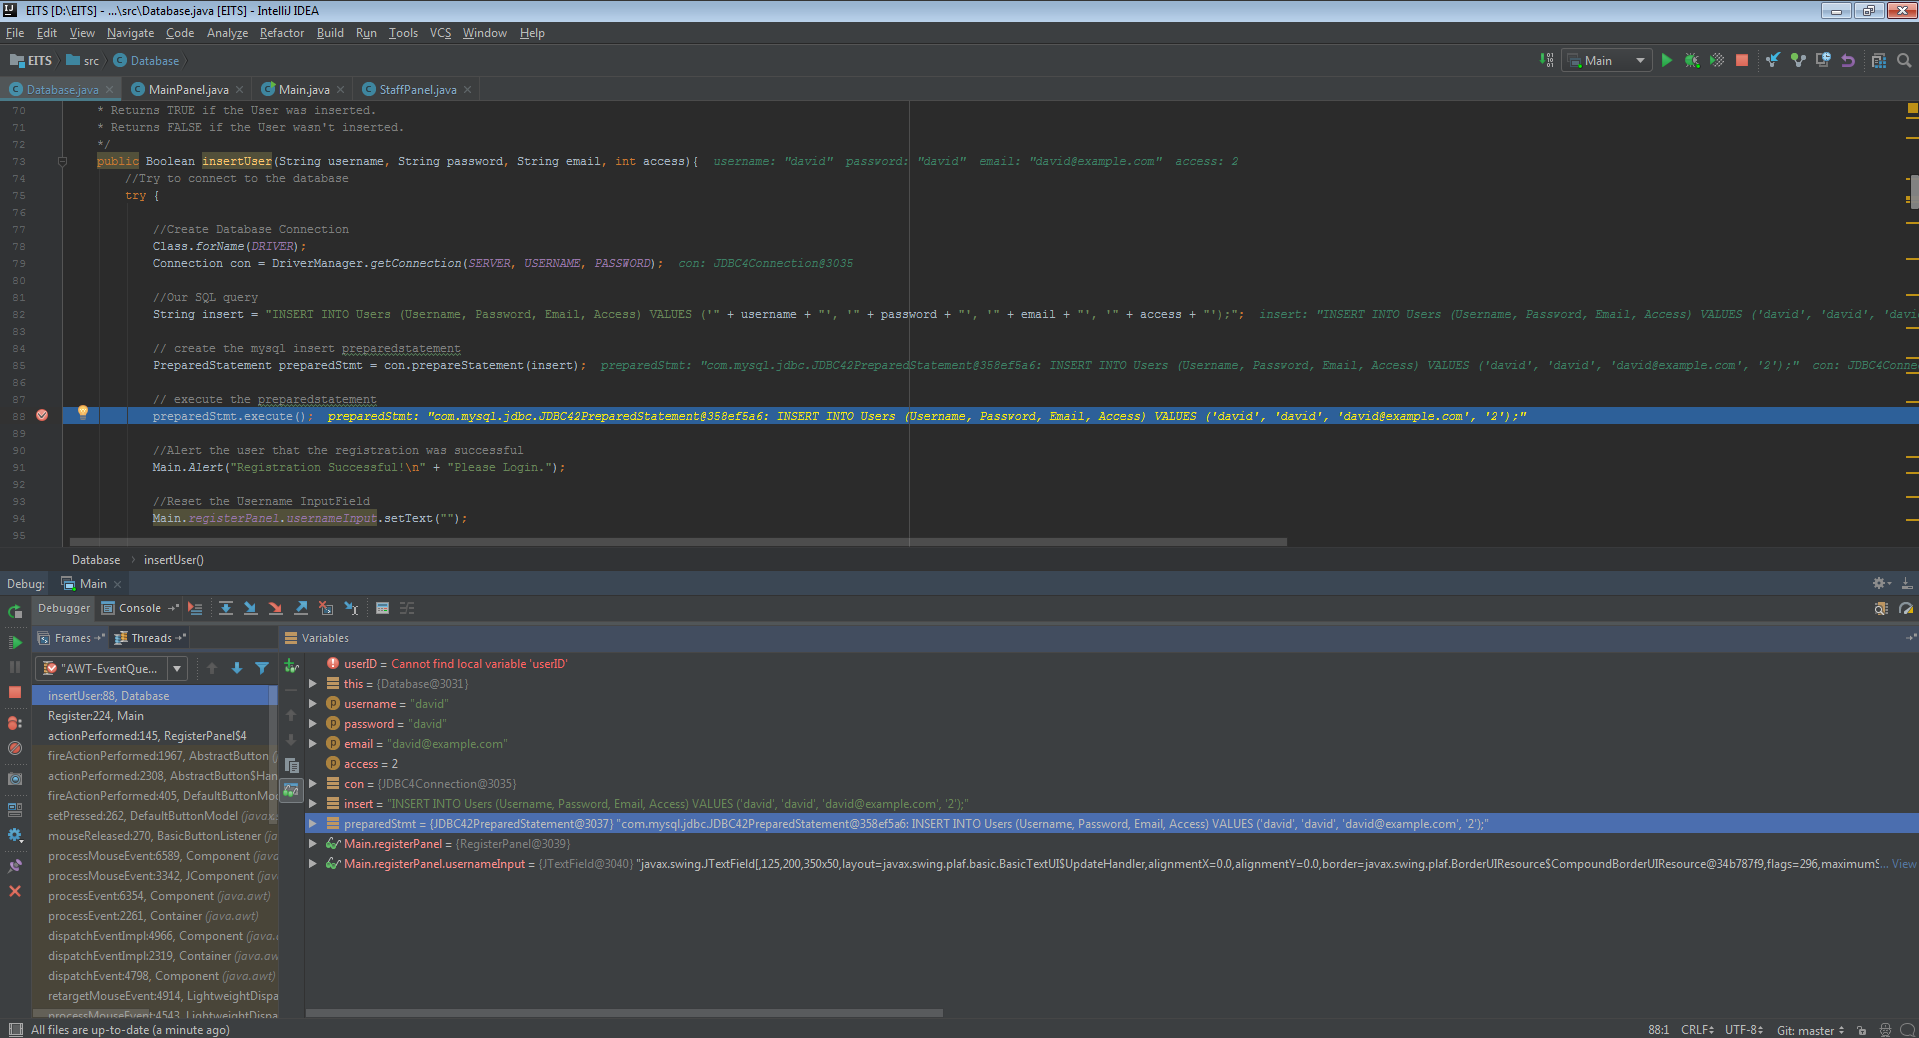 EITS [D:\EITS] - ...\src\Database.java [EITS] - IntelliJ IDEA
File Edit View Navigate Code Analyze Refactor Build Run Tools VCS Window Help
EITS src Database Main
Database.java MainPanel.java Main.java StaffPanel.java
70 * Returns TRUE if the User was inserted.
71 * Returns FALSE if the User wasn't inserted.
72 */
73 public Boolean insertUser(String username, String password, String email, int access){ username: "david" password: "david" email: "david@example.com" access: 2
74 //Try to connect to the database
75 try {
76
77 //Create Database Connection
78 Class.forName(DRIVER);
79 Connection con = DriverManager.getConnection(SERVER, USERNAME, PASSWORD); con: JDBC4Connection@3035
80
81 //Our SQL query
82 String insert = "INSERT INTO Users (Username, Password, Email, Access) VALUES ('" + username + "', '" + password + "', '" + email + "', '" + access + "');"; insert: "INSERT INTO Users (Username, Password, Email, Access) VALUES ('david', 'david', 'davi
83
84 // create the mysql insert preparedstatement
85 PreparedStatement preparedStmt = con.prepareStatement(insert); preparedStmt: "com.mysql.jdbc.JDBC42PreparedStatement@358ef5a6: INSERT INTO Users (Username, Password, Email, Access) VALUES ('david', 'david', 'david@example.com', '2');" con: JDBC4Conne
86
87 // execute the preparedstatement
88 preparedStmt.execute(); preparedStmt: "com.mysql.jdbc.JDBC42PreparedStatement@358ef5a6: INSERT INTO Users (Username, Password, Email, Access) VALUES ('david', 'david', 'david@example.com', '2');"
89
90 //Alert the user that the registration was successful
91 Main.Alert("Registration Successful!\n" + "Please Login.");
92
93 //Reset the Username InputField
94 Main.registerPanel.usernameInput.setText("");
95
Database insertUser()
Debug: Main
Debugger Console
Frames Threads Variables
"AWT-EventQue...
insertUser:88, Database
Register:224, Main
actionPerformed:145, RegisterPanel$4
fireActionPerformed:1967, AbstractButton (j
actionPerformed:2308, AbstractButton$Han
fireActionPerformed:405, DefaultButtonMod
setPressed:262, DefaultButtonModel (javax.
mouseReleased:270, BasicButtonListener (ja
processMouseEvent:6589, Component (java
processMouseEvent:3342, JComponent (jav
processEvent:6354, Component (java.awt)
processEvent:2261, Container (java.awt)
dispatchEventImpl:4966, Component (java.
dispatchEventImpl:2319, Container (java.aw
dispatchEvent:4798, Component (java.awt)
retargetMouseEvent:4914, LightweightDispa
processMouseEvent:4543, LightweightDispa
userID = Cannot find local variable 'userID'
this = {Database@3031}
username = "david"
password = "david"
email = "david@example.com"
access = 2
con = {JDBC4Connection@3035}
insert = "INSERT INTO Users (Username, Password, Email, Access) VALUES ('david', 'david', 'david@example.com', '2');"
preparedStmt = {JDBC42PreparedStatement@3037} "com.mysql.jdbc.JDBC42PreparedStatement@358ef5a6: INSERT INTO Users (Username, Password, Email, Access) VALUES ('david', 'david', 'david@example.com', '2');"
Main.registerPanel = {RegisterPanel@3039}
Main.registerPanel.usernameInput = {JTextField@3040} "javax.swing.JTextField[,125,200,350x50,layout=javax.swing.plaf.basic.BasicTextUI$UpdateHandler,alignmentX=0.0,alignmentY=0.0,border=javax.swing.plaf.BorderUIResource$CompoundBorderUIResource@34b787f9,flags=296,maximumS... View
All files are up-to-date (a minute ago) 88:1 CRLF UTF-8 Git: master